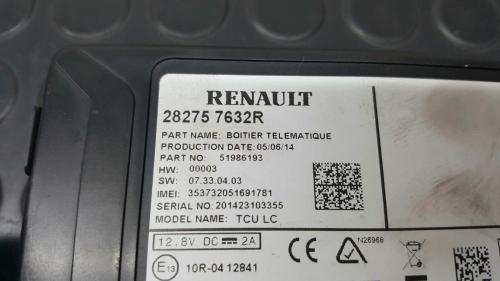 RENAULT
28275 7632R
PART NAME: BOITIER TELEMATIQUE
PRODUCTION DATE: 05/06/14
PART NO: 51986193
HW: 00003
SW: 07.33.04.03
IMEI: 353732051691781
SERIAL NO: 201423103355
MODEL NAME: TCU LC
12.8V DC ⎓ 2A
CE
N26968
E13 10R-04 12841